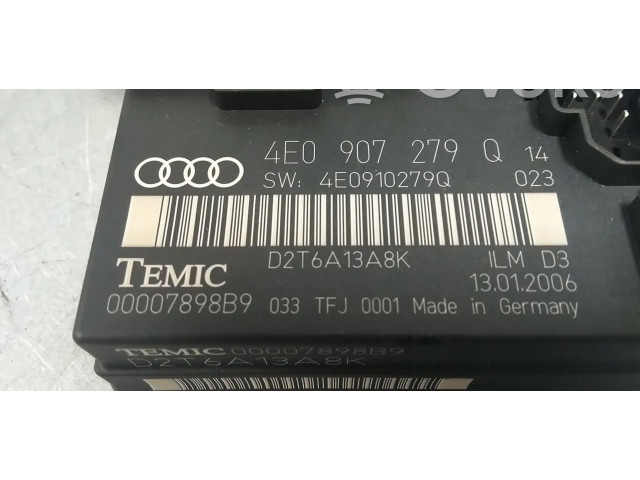 4E0 907 279 Q 14
SW: 4E0910279Q 023
D2T6A13A8K ILM D3
TEMIC 13.01.2006
00007898B9 033 TFJ 0001 Made in Germany
TEMIC 00007898B9
D2T6A13A8K